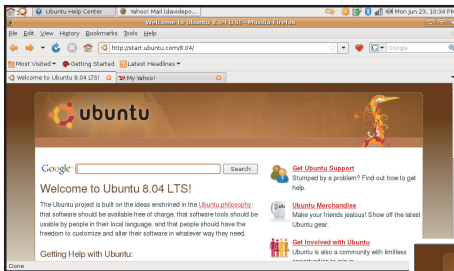 Ubuntu Help Center
Yahoo! Mail (davidepo...
Mon Jun 23, 10:34 PM
Welcome to Ubuntu 8.04 LTS! - Mozilla Firefox
File Edit View History Bookmarks Tools Help
http://start.ubuntu.com/8.04/
G Google
Most Visited Getting Started Latest Headlines
Welcome to Ubuntu 8.04 LTS!
My Yahoo!
ubuntu
Google
Search
Welcome to Ubuntu 8.04 LTS!
The Ubuntu project is built on the ideas enshrined in the Ubuntu philosophy:
that software should be available free of charge, that software tools should be
usable by people in their local language, and that people should have the
freedom to customize and alter their software in whatever way they need.
Getting Help with Ubuntu:
Get Ubuntu Support
Stumped by a problem? Find out how to get
help.
Ubuntu Merchandise
Make your friends jealous! Show off the latest
Ubuntu gear.
Get Involved with Ubuntu
Ubuntu is also a community with limitless
Done